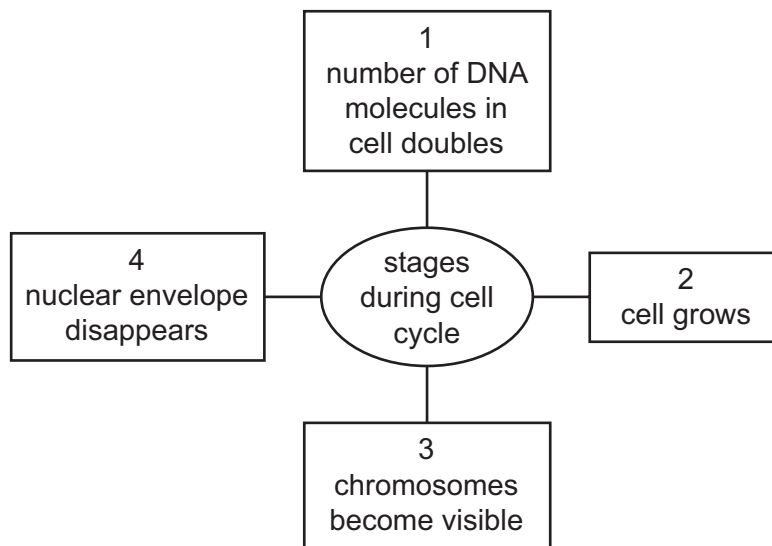 1
number of DNA
molecules in
cell doubles
4
nuclear envelope
disappears
stages
during cell
cycle
2
cell grows
3
chromosomes
become visible